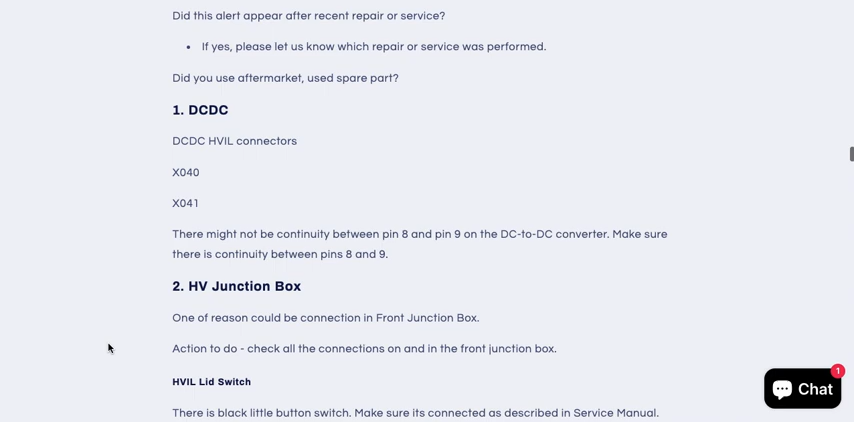 Did this alert appear after recent repair or service?
If yes, please let us know which repair or service was performed.
Did you use aftermarket, used spare part?
1. DCDC
DCDC HVIL connectors
X040
X041
There might not be continuity between pin 8 and pin 9 on the DC-to-DC converter. Make sure
there is continuity between pins 8 and 9.
2. HV Junction Box
One of reason could be connection in Front Junction Box.
Action to do - check all the connections on and in the front junction box.
HVIL Lid Switch
There is black little button switch. Make sure its connected as described in Service Manual.
Chat
1